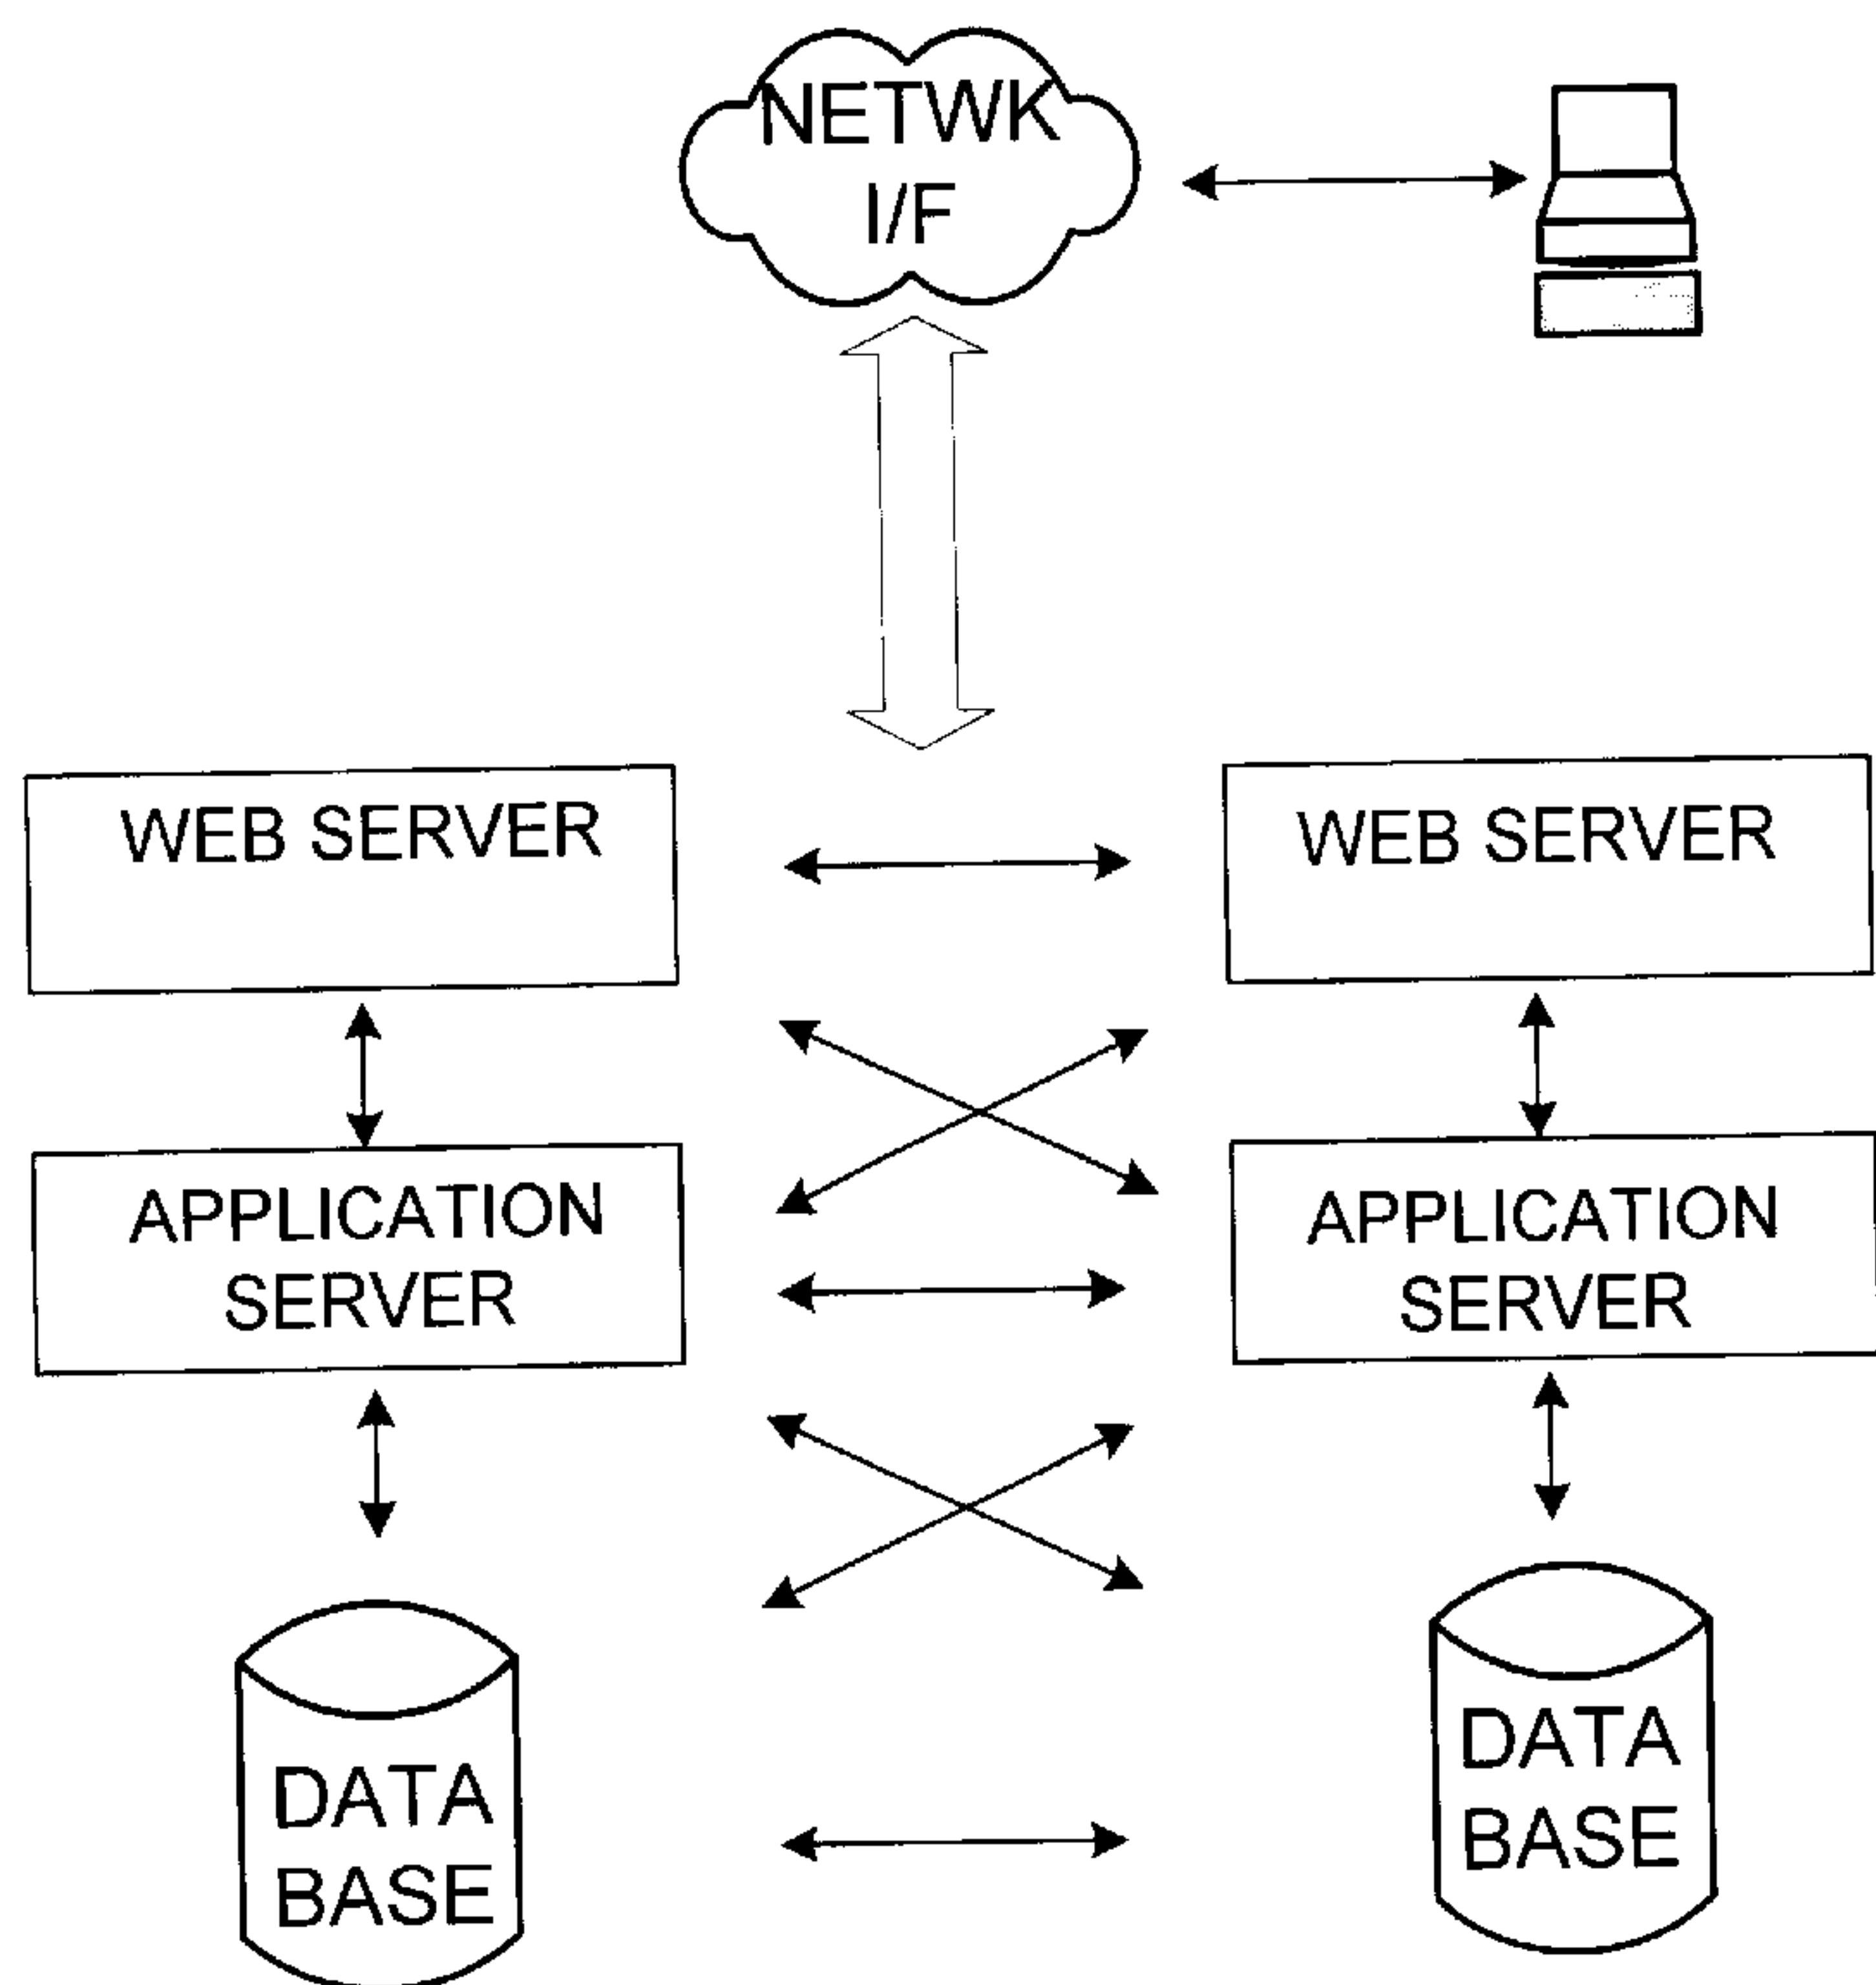 NETWK
I/F
WEB SERVER
WEB SERVER
APPLICATION
SERVER
APPLICATION
SERVER
DATA
BASE
DATA
BASE